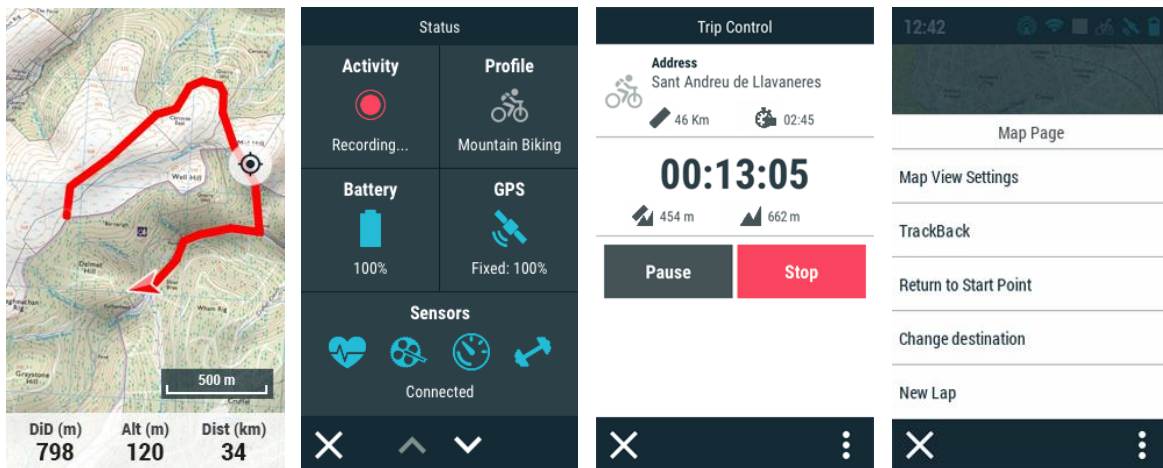 Well Hill
500 m
DiD (m) Alt (m) Dist (km)
798 120 34
Status
Activity Profile
Recording... Mountain Biking
Battery GPS
100% Fixed: 100%
Sensors
Connected
Trip Control
Address
Sant Andreu de Llavaneres
46 Km 02:45
00:13:05
454 m 662 m
Pause Stop
12:42
Map Page
Map View Settings
TrackBack
Return to Start Point
Change destination
New Lap